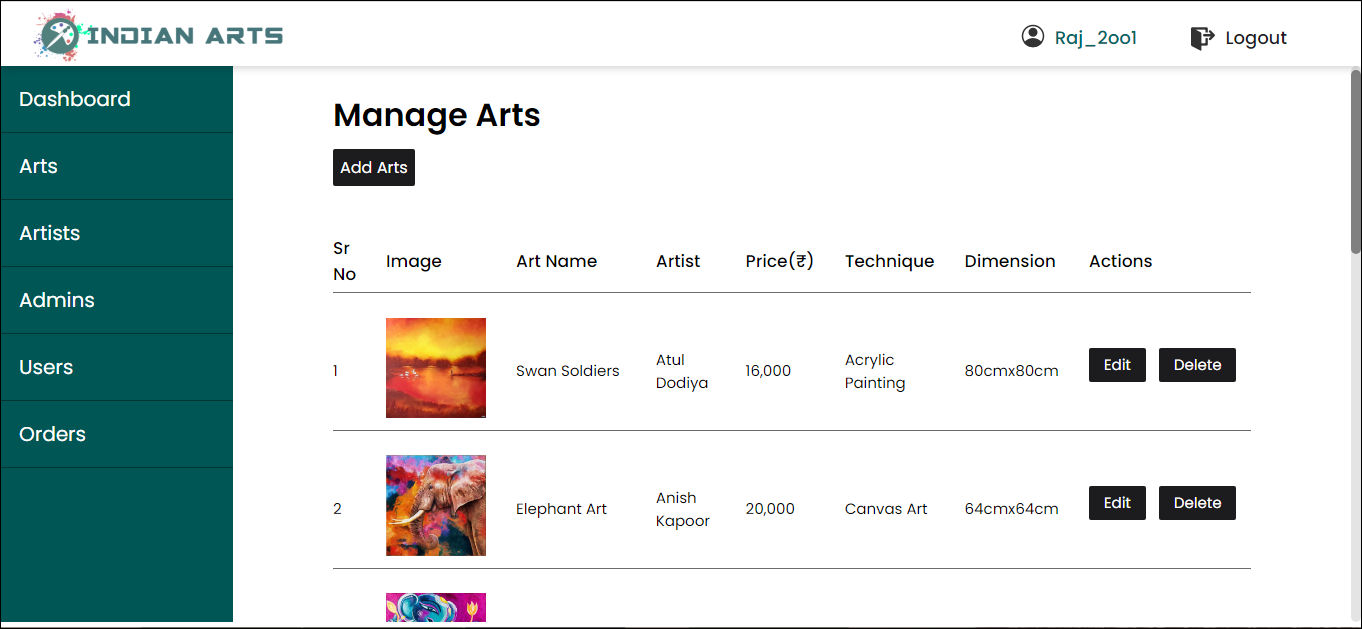 INDIAN ARTS
Raj_2oo1
Logout
Dashboard
Arts
Artists
Admins
Users
Orders
Manage Arts
Add Arts
Sr
No
Image
Art Name
Artist
Price(₹)
Technique
Dimension
Actions
1
Swan Soldiers
Atul
Dodiya
16,000
Acrylic
Painting
80cmx80cm
Edit
Delete
2
Elephant Art
Anish
Kapoor
20,000
Canvas Art
64cmx64cm
Edit
Delete